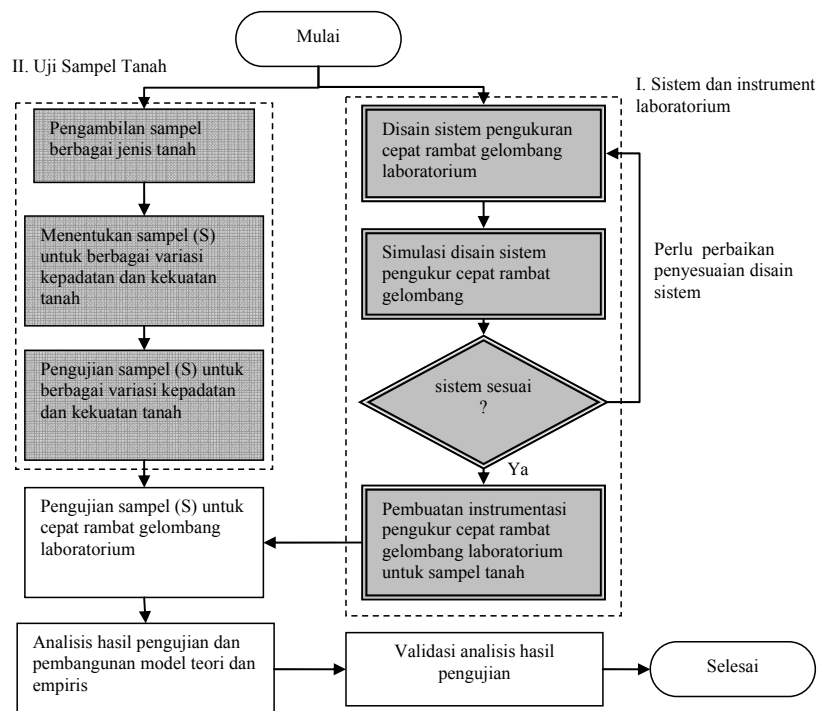 Mulai
II. Uji Sampel Tanah
I. Sistem dan instrument
laboratorium
Pengambilan sampel
berbagai jenis tanah
Disain sistem pengukuran
cepat rambat gelombang
laboratorium
Menentukan sampel (S)
untuk berbagai variasi
kepadatan dan kekuatan
tanah
Simulasi disain sistem
pengukur cepat rambat
gelombang
Perlu perbaikan
penyesuaian disain
sistem
Pengujian sampel (S) untuk
berbagai variasi kepadatan
dan kekuatan tanah
sistem sesuai
?
Ya
Pengujian sampel (S) untuk
cepat rambat gelombang
laboratorium
Pembuatan instrumentasi
pengukur cepat rambat
gelombang laboratorium
untuk sampel tanah
Analisis hasil pengujian dan
pembangunan model teori dan
empiris
Validasi analisis hasil
pengujian
Selesai